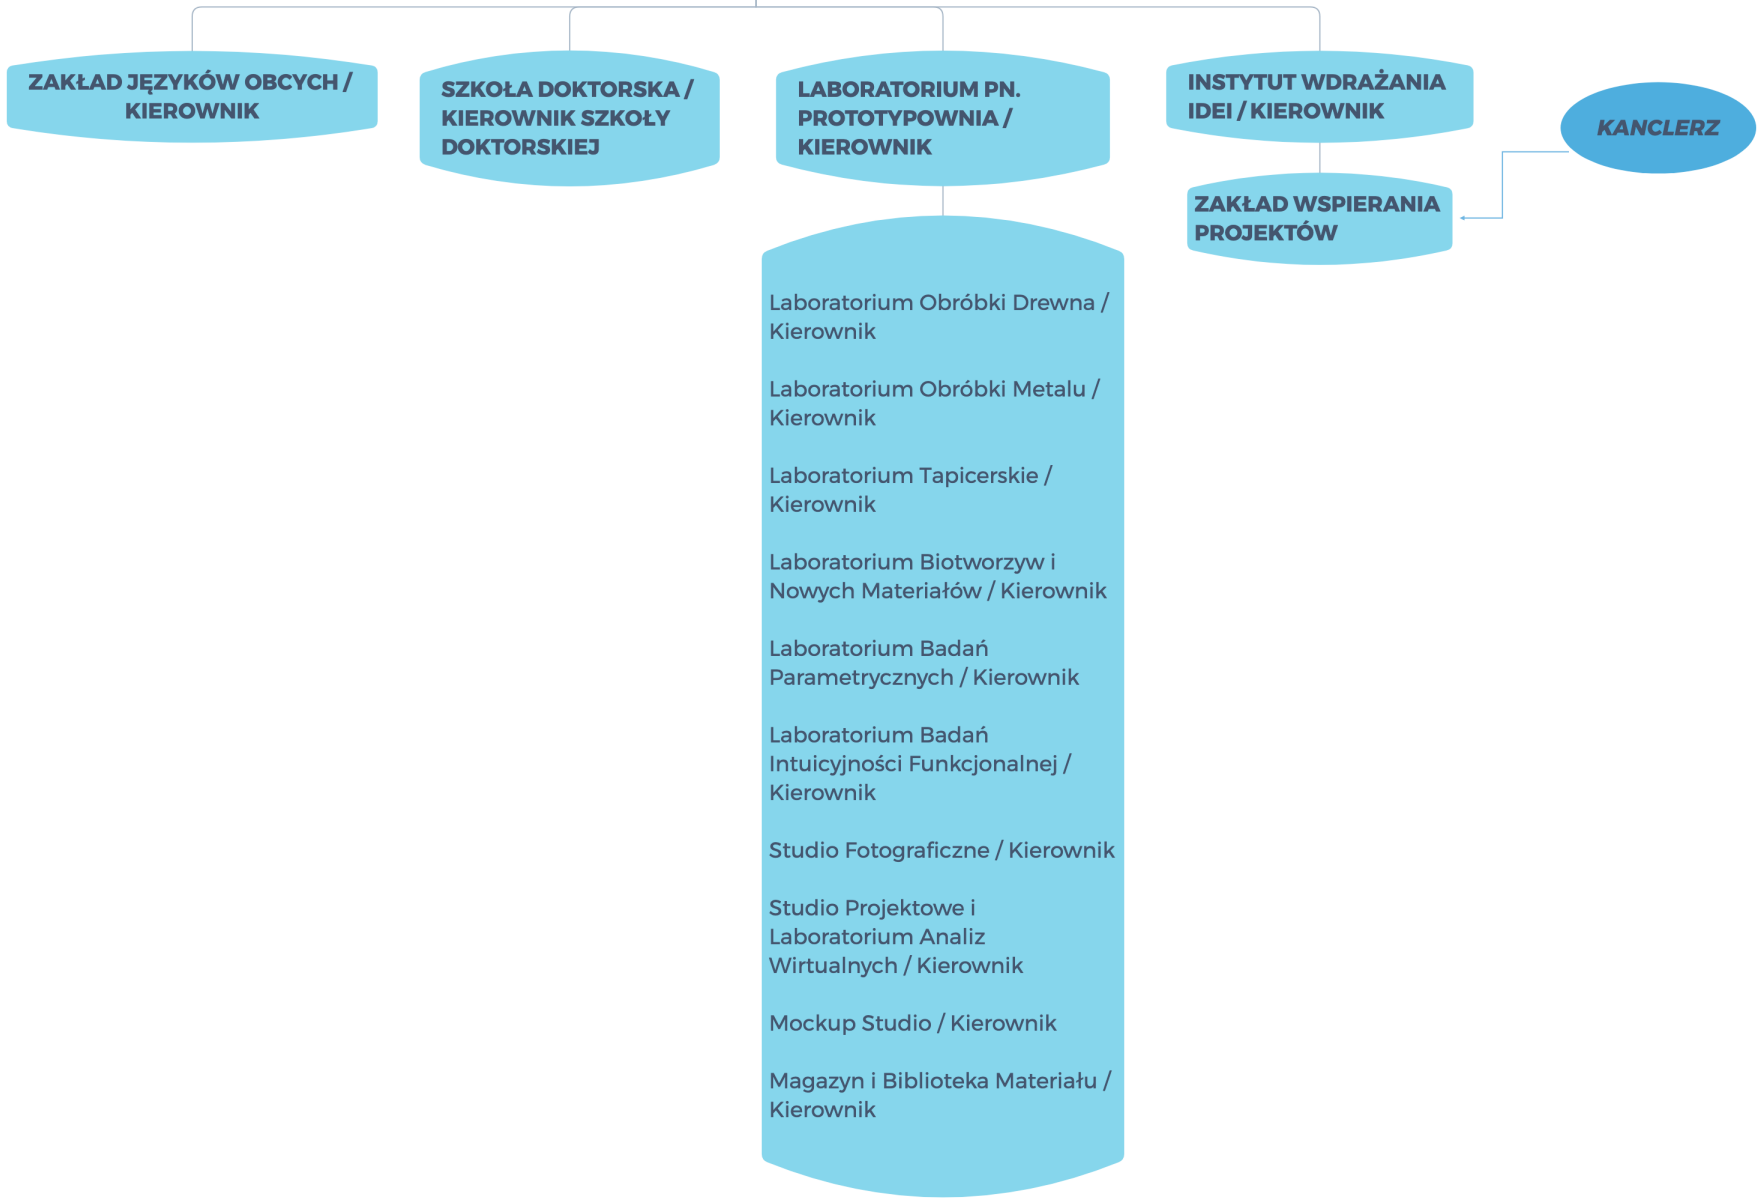 ZAKŁAD JĘZYKÓW OBCYCH /
KIEROWNIK
SZKOŁA DOKTORSKA /
KIEROWNIK SZKOŁY
DOKTORSKIEJ
LABORATORIUM PN.
PROTOTYPOWNIA /
KIEROWNIK
INSTYTUT WDRAŻANIA
IDEI / KIEROWNIK
KANCLERZ
ZAKŁAD WSPIERANIA
PROJEKTÓW
Laboratorium Obróbki Drewna /
Kierownik
Laboratorium Obróbki Metalu /
Kierownik
Laboratorium Tapicerskie /
Kierownik
Laboratorium Biotworzyw i
Nowych Materiałów / Kierownik
Laboratorium Badań
Parametrycznych / Kierownik
Laboratorium Badań
Intuicyjności Funkcjonalnej /
Kierownik
Studio Fotograficzne / Kierownik
Studio Projektowe i
Laboratorium Analiz
Wirtualnych / Kierownik
Mockup Studio / Kierownik
Magazyn i Biblioteka Materiału /
Kierownik